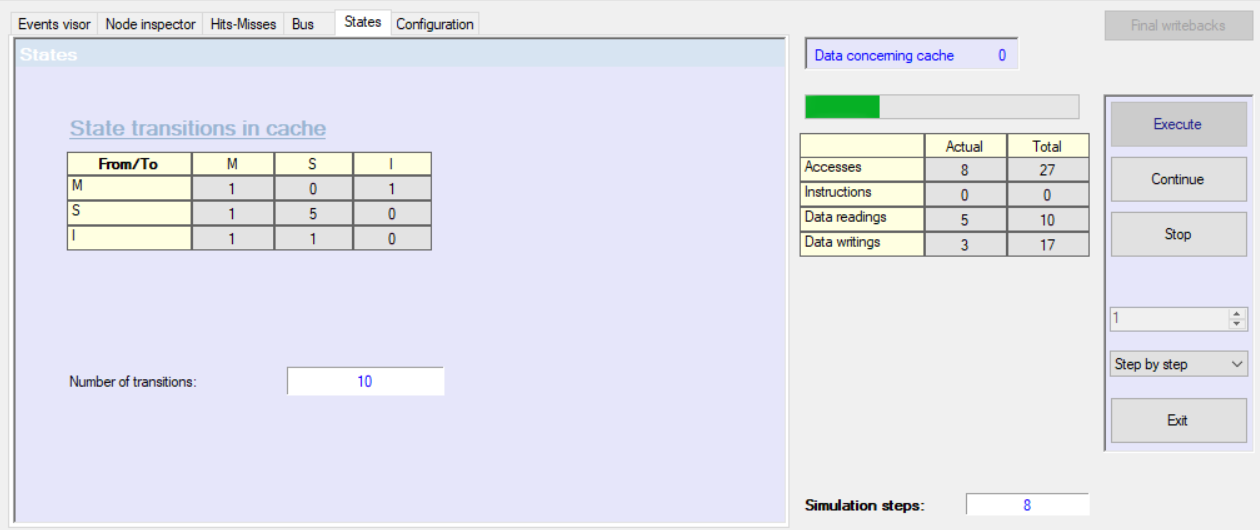 Events visor Node inspector Hits-Misses Bus States Configuration
States
State transitions in cache
From/To M S I
M 1 0 1
S 1 5 0
I 1 1 0
Number of transitions: 10
Data concerning cache 0
Actual Total
Accesses 8 27
Instructions 0 0
Data readings 5 10
Data writings 3 17
Simulation steps: 8
Final writebacks
Execute
Continue
Stop
1
Step by step
Exit